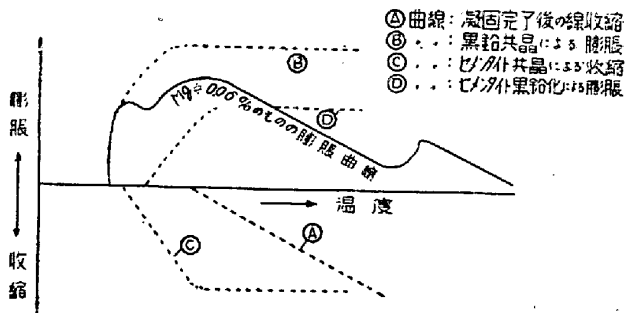 Ⓐ曲線：凝固完了後の線収縮
Ⓑ 〃 ：黒鉛共晶による膨脹
Ⓒ 〃 ：セメンタイト共晶による収縮
Ⓓ 〃 ：セメンタイト黒鉛化による膨脹
Ⓑ
Ⓓ
Mg≑0.06%のものの膨脹曲線
膨脹
温度
Ⓐ
Ⓒ
収縮